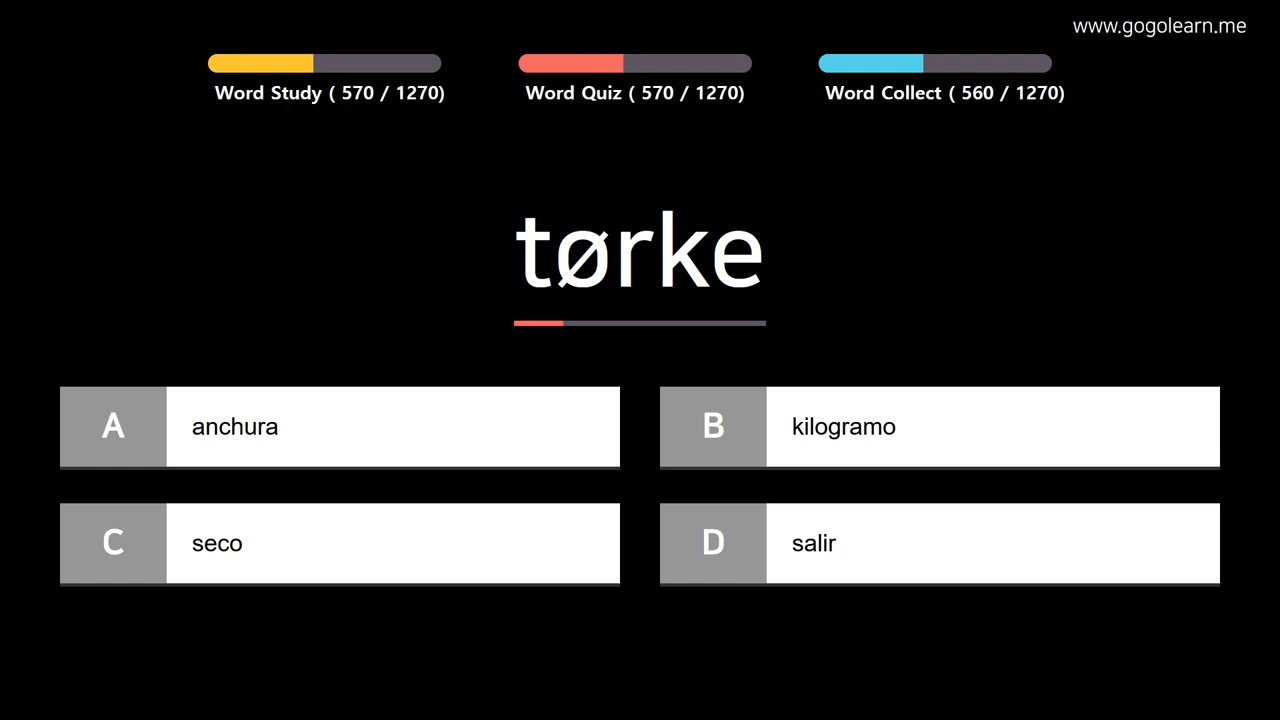 www.gogolearn.me
Word Study ( 570 / 1270)
Word Quiz ( 570 / 1270)
Word Collect ( 560 / 1270)
tørke
A anchura
B kilogramo
C seco
D salir